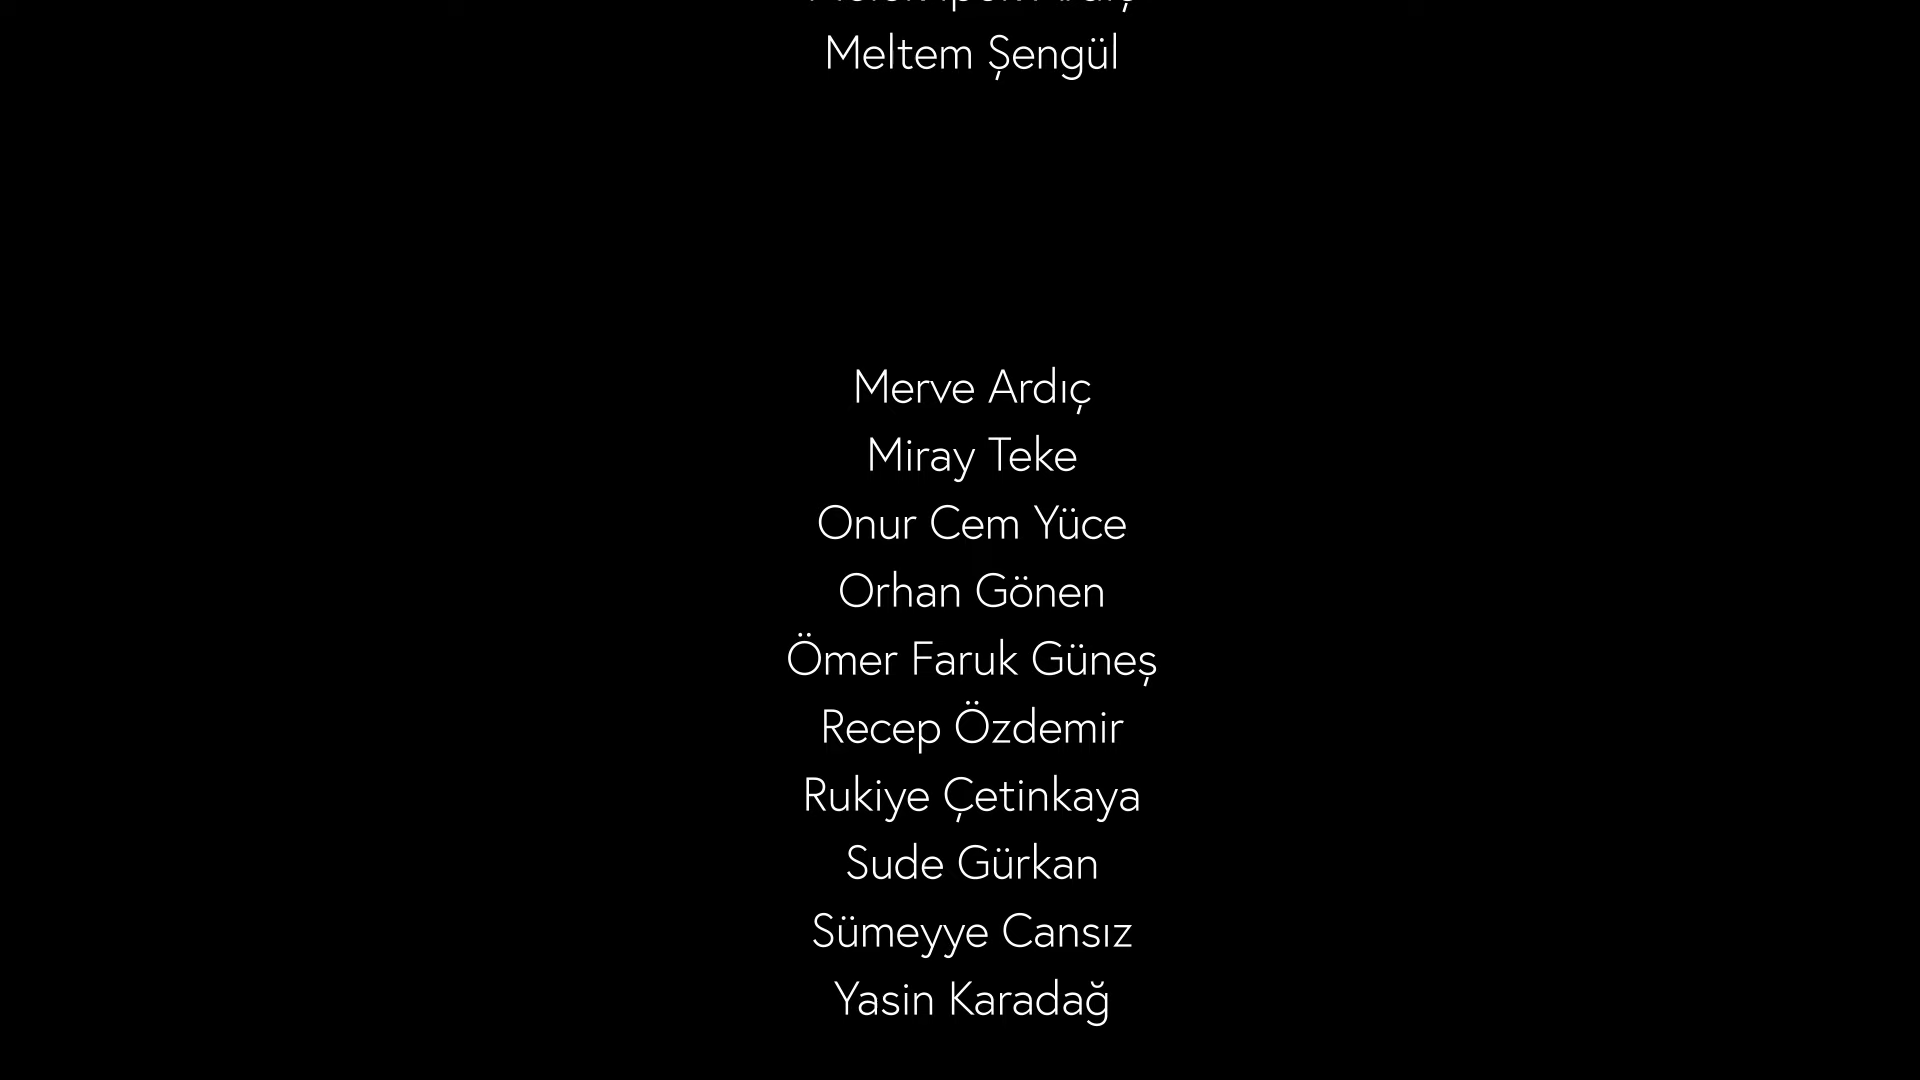 Meltem Şengül
Merve Ardıç
Miray Teke
Onur Cem Yüce
Orhan Gönen
Ömer Faruk Güneş
Recep Özdemir
Rukiye Çetinkaya
Sude Gürkan
Sümeyye Cansız
Yasin Karadağ